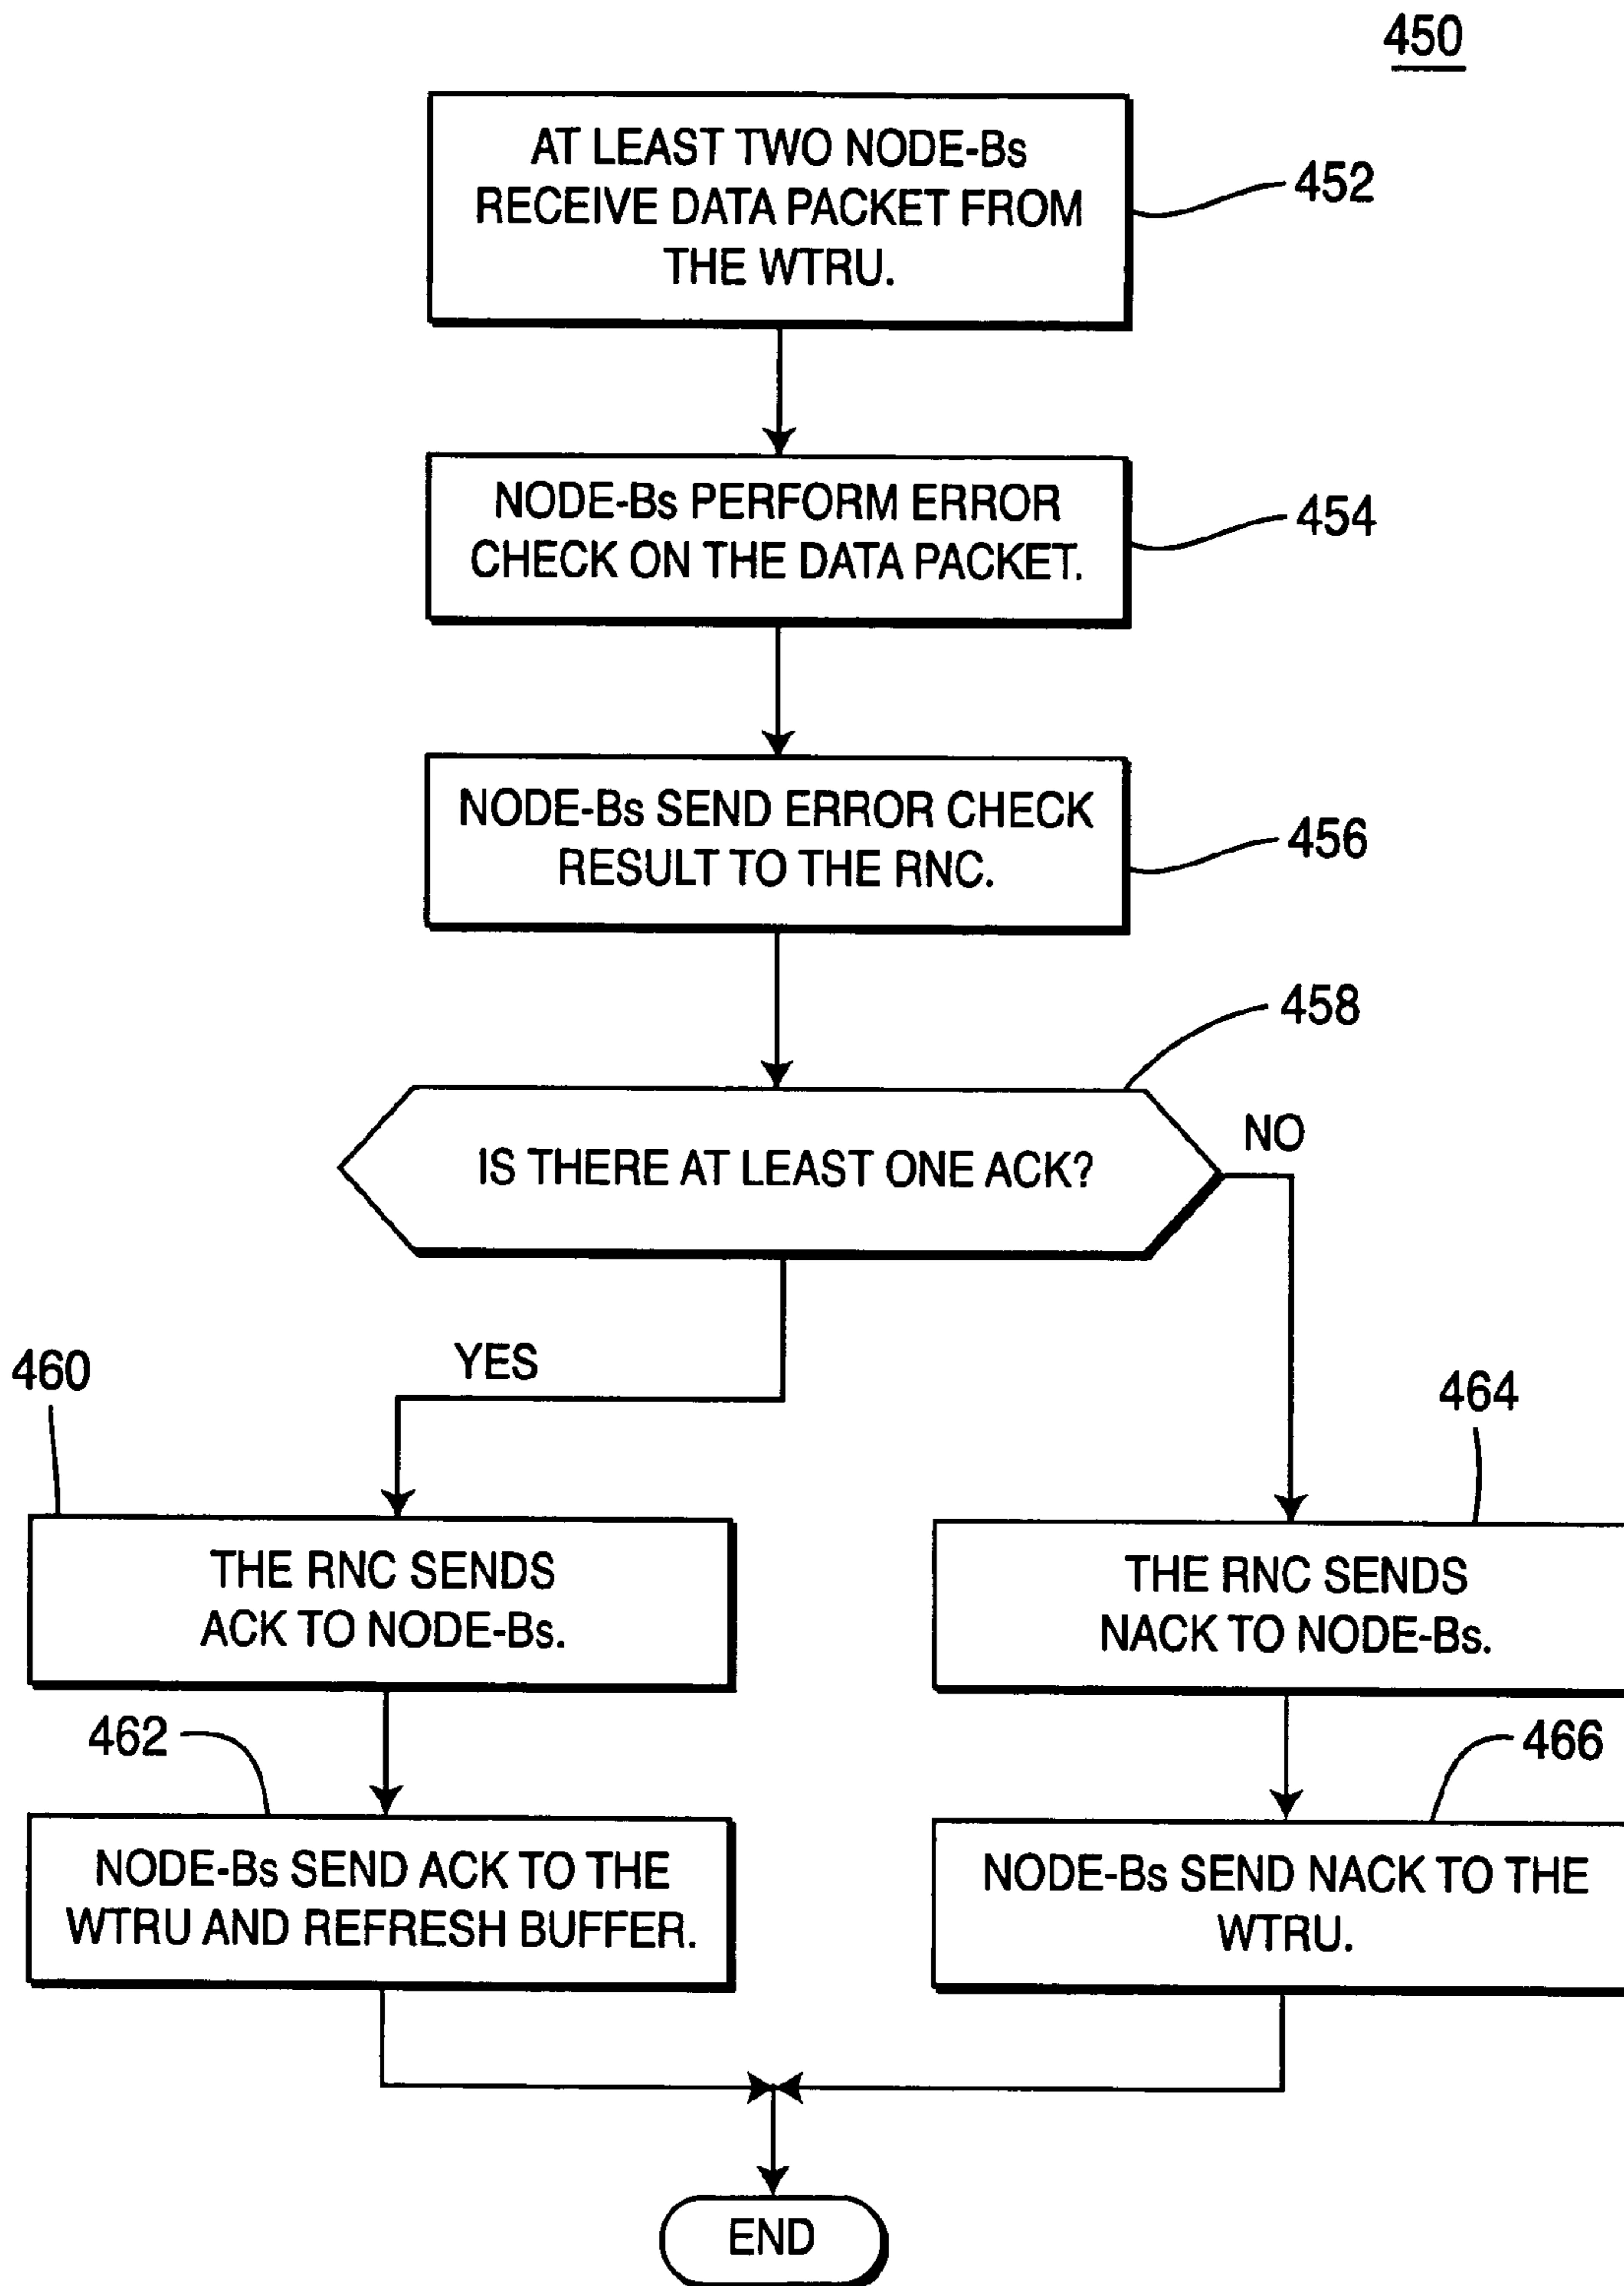 450
AT LEAST TWO NODE-Bs
RECEIVE DATA PACKET FROM
THE WTRU.
452
NODE-Bs PERFORM ERROR
CHECK ON THE DATA PACKET.
454
NODE-Bs SEND ERROR CHECK
RESULT TO THE RNC.
456
458
IS THERE AT LEAST ONE ACK?
NO
YES
460
464
THE RNC SENDS
ACK TO NODE-Bs.
THE RNC SENDS
NACK TO NODE-Bs.
462
466
NODE-Bs SEND ACK TO THE
WTRU AND REFRESH BUFFER.
NODE-Bs SEND NACK TO THE
WTRU.
END